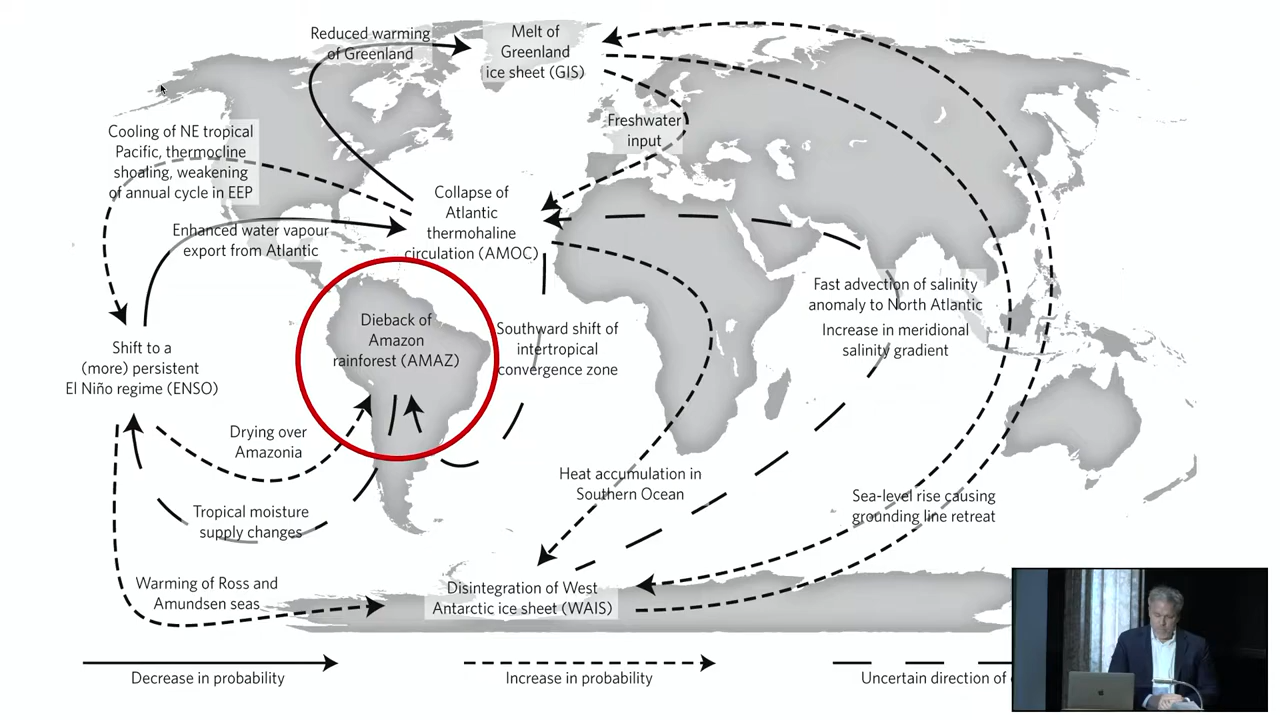 Reduced warming
of Greenland
Melt of
Greenland
ice sheet (GIS)
Freshwater
input
Cooling of NE tropical
Pacific, thermocline
shoaling, weakening
of annual cycle in EEP
Collapse of
Atlantic
thermohaline
circulation (AMOC)
Enhanced water vapour
export from Atlantic
Fast advection of salinity
anomaly to North Atlantic
Increase in meridional
salinity gradient
Dieback of
Amazon
rainforest (AMAZ)
Southward shift of
intertropical
convergence zone
Shift to a
(more) persistent
El Niño regime (ENSO)
Drying over
Amazonia
Heat accumulation in
Southern Ocean
Tropical moisture
supply changes
Sea-level rise causing
grounding line retreat
Warming of Ross and
Amundsen seas
Disintegration of West
Antarctic ice sheet (WAIS)
Decrease in probability
Increase in probability
Uncertain direction of